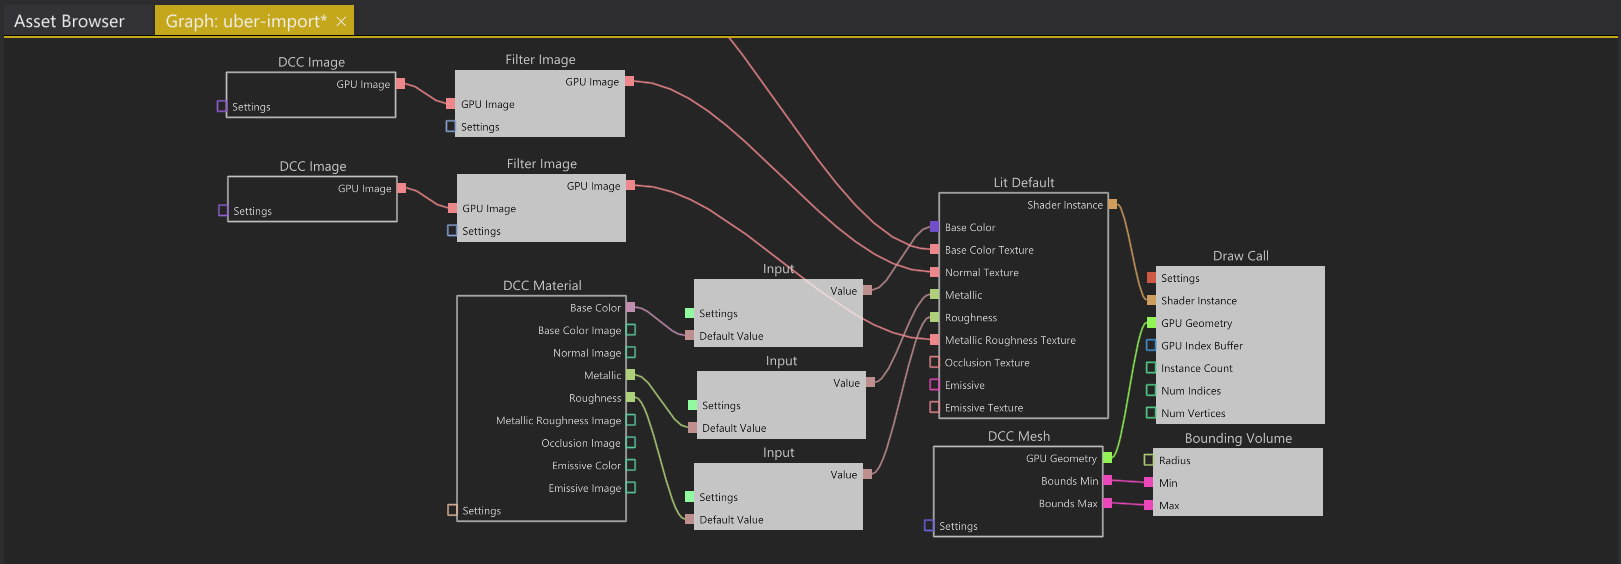 Asset Browser
Graph: uber-import* ×
DCC Image
GPU Image
Settings
Filter Image
GPU Image
GPU Image
Settings
DCC Image
GPU Image
Settings
Filter Image
GPU Image
GPU Image
Settings
DCC Material
Base Color
Base Color Image
Normal Image
Metallic
Roughness
Metallic Roughness Image
Occlusion Image
Emissive Color
Emissive Image
Settings
Input
Value
Settings
Default Value
Input
Value
Settings
Default Value
Input
Value
Settings
Default Value
Lit Default
Shader Instance
Base Color
Base Color Texture
Normal Texture
Metallic
Roughness
Metallic Roughness Texture
Occlusion Texture
Emissive
Emissive Texture
DCC Mesh
GPU Geometry
Bounds Min
Bounds Max
Settings
Draw Call
Settings
Shader Instance
GPU Geometry
GPU Index Buffer
Instance Count
Num Indices
Num Vertices
Bounding Volume
Radius
Min
Max